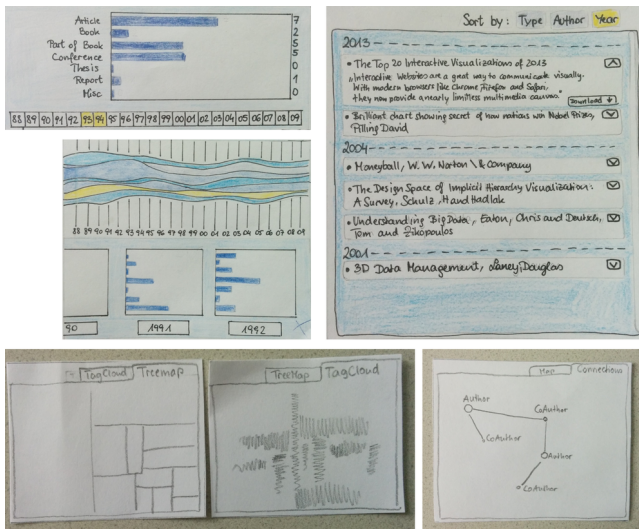 Article 7
Book 2
Part of Book 5
Conference 5
Thesis 0
Report 1
Misc 0
88 89 90 91 92 93 94 95 96 97 98 99 00 01 02 03 04 05 06 07 08 09
88 89 90 91 92 93 94 95 96 97 98 99 00 01 02 03 04 05 06 07 08 09
90 1991 1992
Sort by: Type Author Year
2013
• The Top 20 Interactive Visualizations of 2013
Interactive Websites are a great way to communicate visually.
With modern browsers like Chrome, Firefox and Safari,
they now provide a nearly limitless multimedia canvas.
Download
• Brilliant chart showing secret of how nations win Nobel Prizes,
Pilling David
2004
• Moneyball, W. W. Norton \& Company
• The Design Space of Implicit Hierarchy Visualization:
A Survey, Schulz, H and Hadlak
• Understanding Big Data, Eaton, Chris and Deutsch,
Tom and Zikopoulos
2001
• 3D Data Management, Laney, Douglas
TagCloud Treemap
TreeMap TagCloud
Map Connections
Author
CoAuthor
CoAuthor
Author
CoAuthor